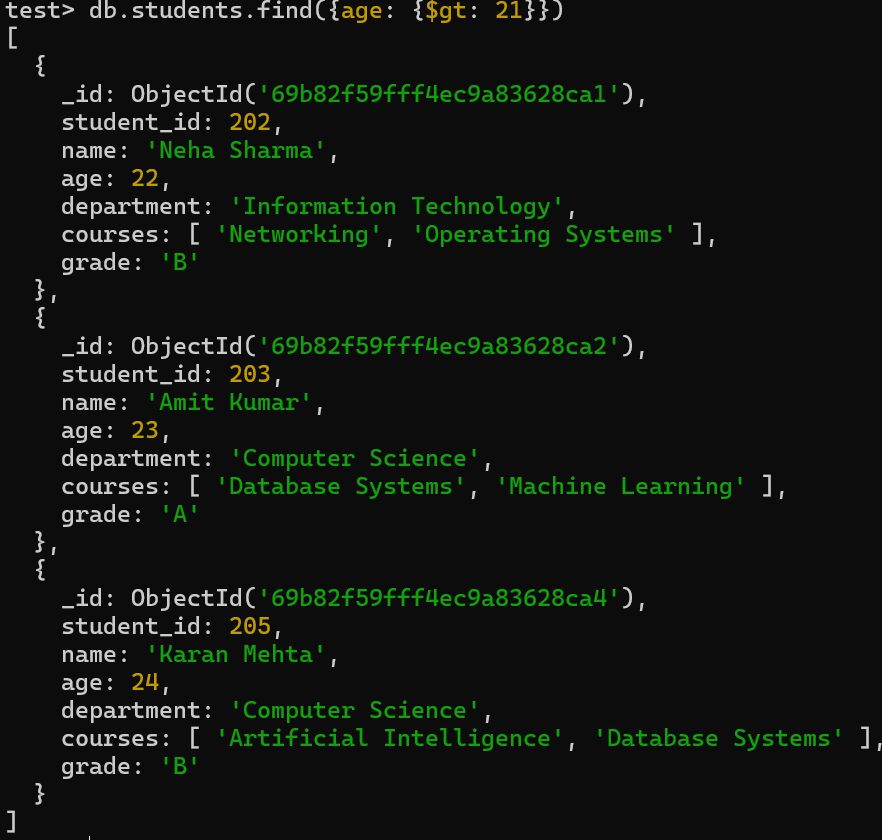 test> db.students.find({age: {$gt: 21}})
[
  {
    _id: ObjectId('69b82f59fff4ec9a83628ca1'),
    student_id: 202,
    name: 'Neha Sharma',
    age: 22,
    department: 'Information Technology',
    courses: [ 'Networking', 'Operating Systems' ],
    grade: 'B'
  },
  {
    _id: ObjectId('69b82f59fff4ec9a83628ca2'),
    student_id: 203,
    name: 'Amit Kumar',
    age: 23,
    department: 'Computer Science',
    courses: [ 'Database Systems', 'Machine Learning' ],
    grade: 'A'
  },
  {
    _id: ObjectId('69b82f59fff4ec9a83628ca4'),
    student_id: 205,
    name: 'Karan Mehta',
    age: 24,
    department: 'Computer Science',
    courses: [ 'Artificial Intelligence', 'Database Systems' ],
    grade: 'B'
  }
]